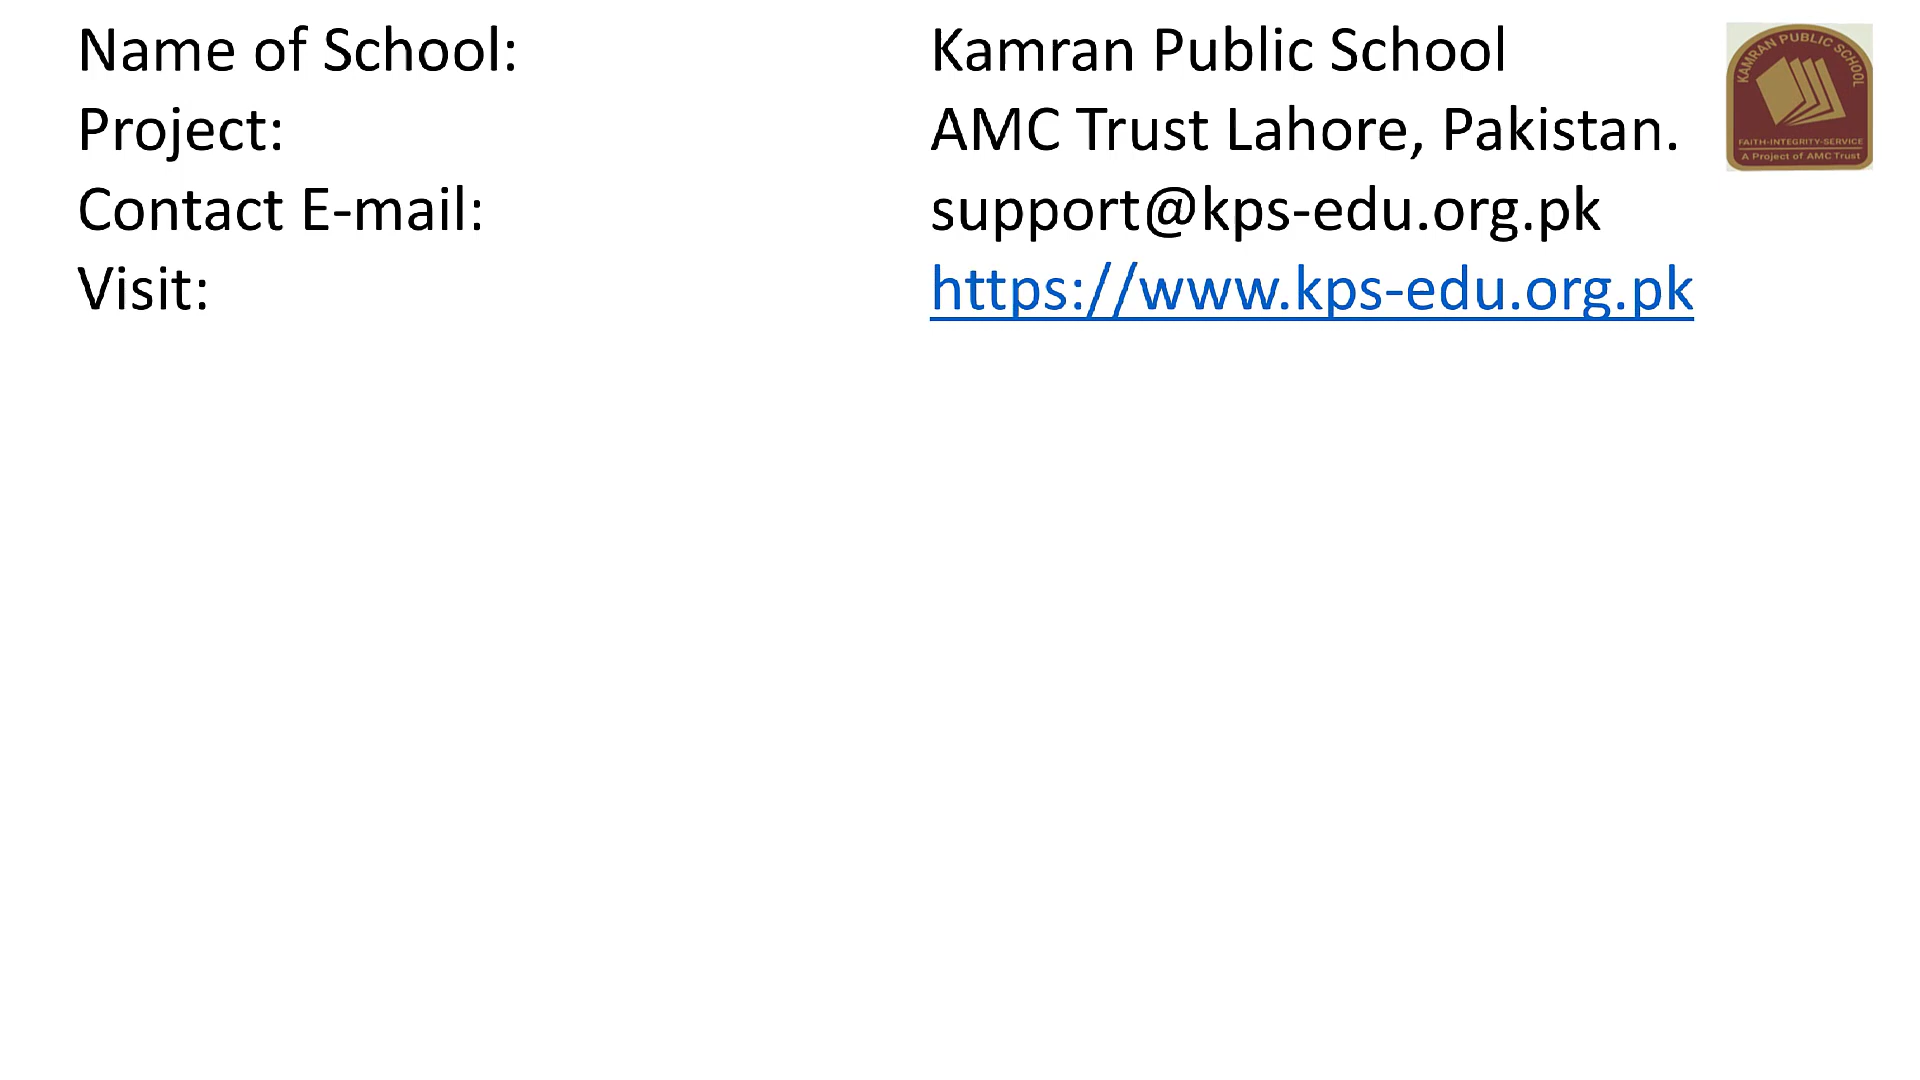 Name of School: Kamran Public School
Project: AMC Trust Lahore, Pakistan.
Contact E-mail: support@kps-edu.org.pk
Visit: https://www.kps-edu.org.pk
KAMRAN PUBLIC SCHOOL
FAITH-INTEGRITY-SERVICE
A Project of AMC Trust